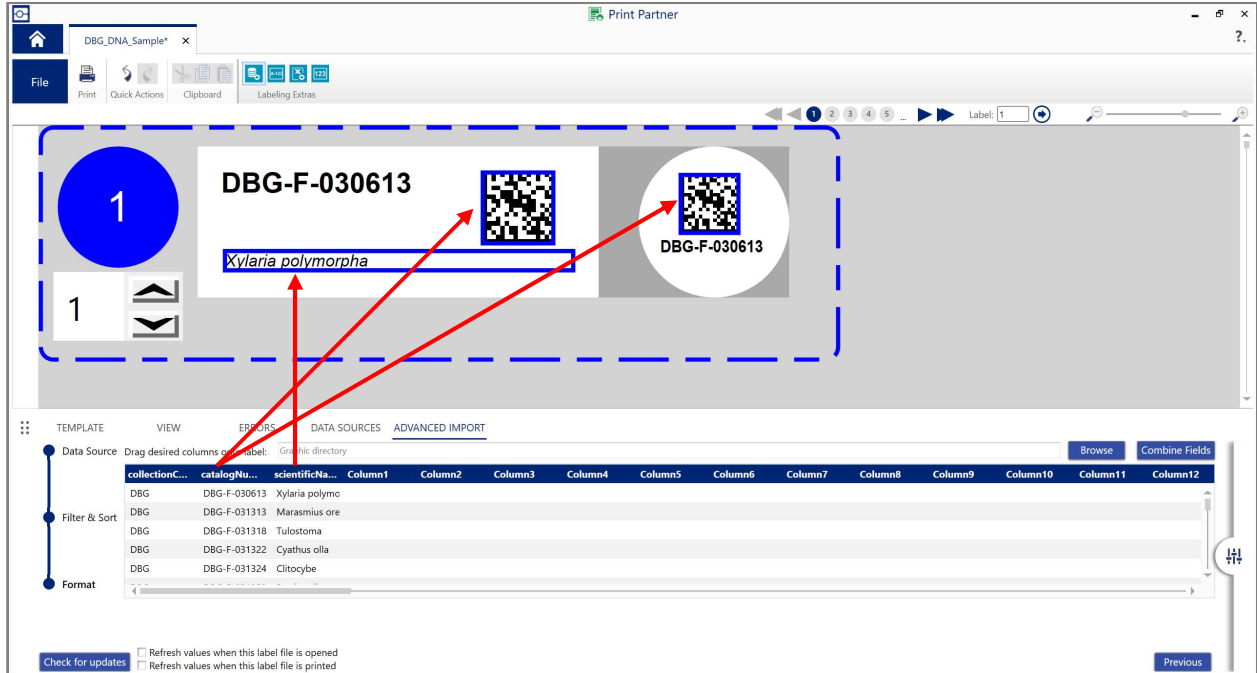 Print Partner
DBG_DNA_Sample* ×
?
File
Print Quick Actions Clipboard Labeling Extras
1 2 3 4 5 ... Label: 1
1
DBG-F-030613
Xylaria polymorpha
DBG-F-030613
1
TEMPLATE VIEW ERRORS DATA SOURCES ADVANCED IMPORT
Data Source Drag desired columns onto label: Graphic directory Browse Combine Fields
collectionC... catalogNu... scientificNa... Column1 Column2 Column3 Column4 Column5 Column6 Column7 Column8 Column9 Column10 Column11 Column12
DBG DBG-F-030613 Xylaria polymo
Filter & Sort
DBG DBG-F-031313 Marasmius ore
DBG DBG-F-031318 Tulostoma
DBG DBG-F-031322 Cyathus olla
DBG DBG-F-031324 Clitocybe
Format
Check for updates
Refresh values when this label file is opened
Refresh values when this label file is printed
Previous